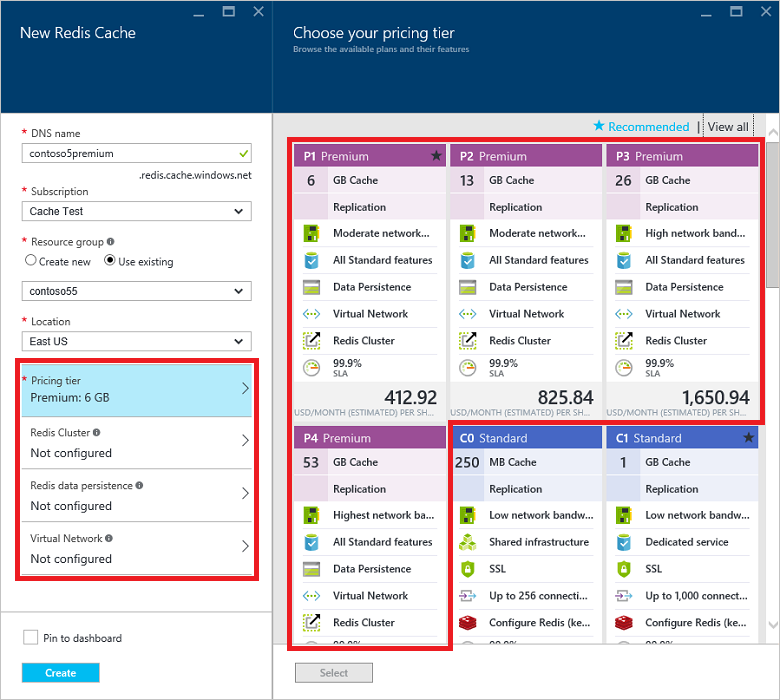 New Redis Cache
* DNS name
contoso5premium
.redis.cache.windows.net
* Subscription
Cache Test
* Resource group
Create new
Use existing
contoso55
* Location
East US
* Pricing tier
Premium: 6 GB
Redis Cluster
Not configured
Redis data persistence
Not configured
Virtual Network
Not configured
Pin to dashboard
Create
Choose your pricing tier
Browse the available plans and their features
Recommended | View all
P1 Premium
6 GB Cache
Replication
Moderate network...
All Standard features
Data Persistence
Virtual Network
Redis Cluster
99.9%
SLA
412.92
USD/MONTH (ESTIMATED) PER SH...
P2 Premium
13 GB Cache
Replication
Moderate network...
All Standard features
Data Persistence
Virtual Network
Redis Cluster
99.9%
SLA
825.84
USD/MONTH (ESTIMATED) PER SH...
P3 Premium
26 GB Cache
Replication
High network band...
All Standard features
Data Persistence
Virtual Network
Redis Cluster
99.9%
SLA
1,650.94
USD/MONTH (ESTIMATED) PER SH...
P4 Premium
53 GB Cache
Replication
Highest network ba...
All Standard features
Data Persistence
Virtual Network
Redis Cluster
C0 Standard
250 MB Cache
Replication
Low network bandw...
Shared infrastructure
SSL
Up to 256 connecti...
Configure Redis (ke...
C1 Standard
1 GB Cache
Replication
Low network bandw...
Dedicated service
SSL
Up to 1,000 connect...
Configure Redis (ke...
Select